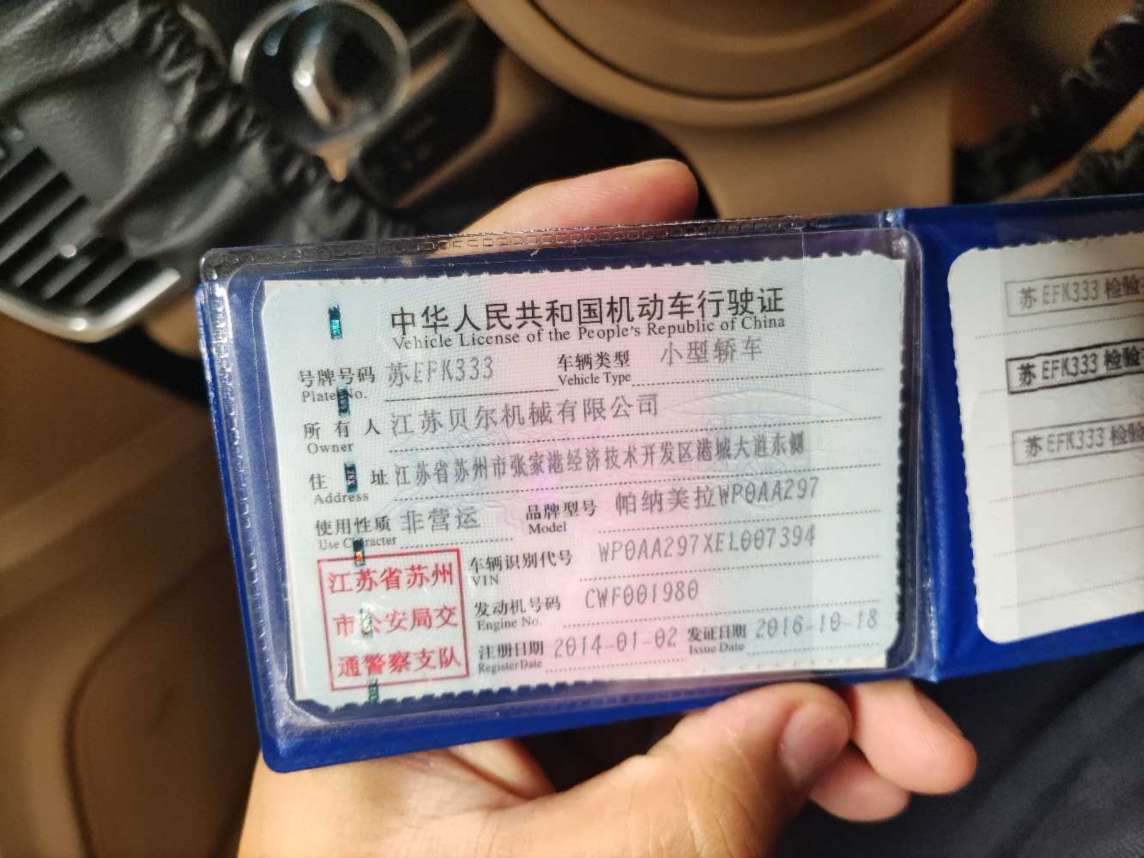 中华人民共和国机动车行驶证
Vehicle License of the People's Republic of China
号牌号码 苏EFK333 车辆类型 小型轿车
Plate No. Vehicle Type
所有人 江苏贝尔机械有限公司
Owner
住址 江苏省苏州市张家港经济技术开发区港城大道东侧
Address
使用性质 非营运 品牌型号 帕纳美拉WP0AA297
Use Character Model
车辆识别代号 WP0AA297XEL007394
VIN
发动机号码 CWF001980
Engine No.
注册日期 2014-01-02 发证日期 2016-10-18
Register Date Issue Date
江苏省苏州
市公安局交
通警察支队
苏EFK333 检验
苏EFK333 检验
苏EFK333 检验